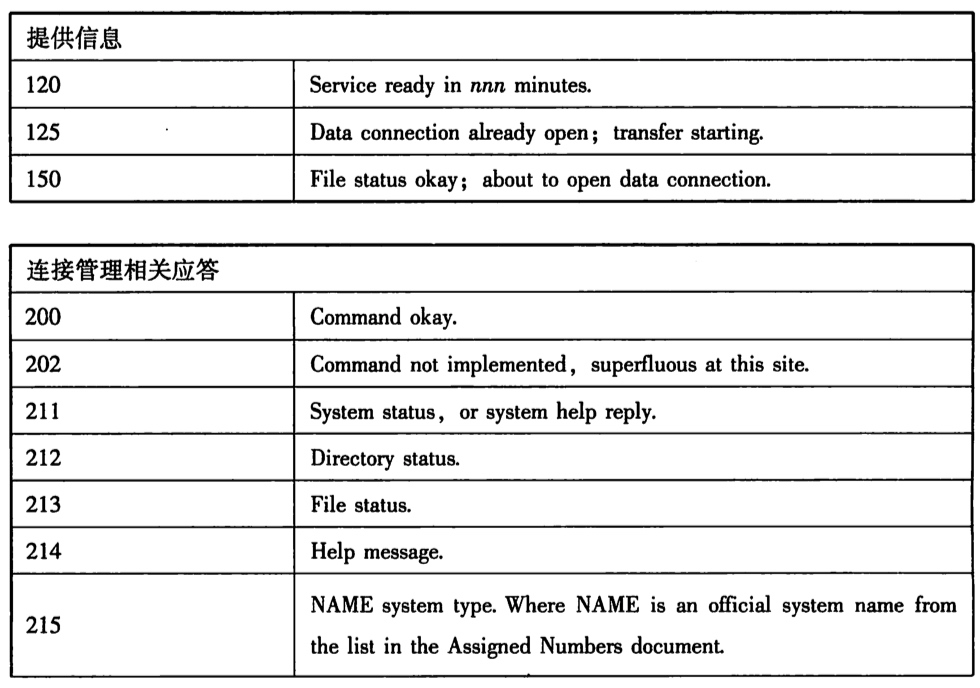 提供信息
120 Service ready in nnn minutes.
125 Data connection already open；transfer starting.
150 File status okay；about to open data connection.
连接管理相关应答
200 Command okay.
202 Command not implemented，superfluous at this site.
211 System status，or system help reply.
212 Directory status.
213 File status.
214 Help message.
215 NAME system type. Where NAME is an official system name from
the list in the Assigned Numbers document.